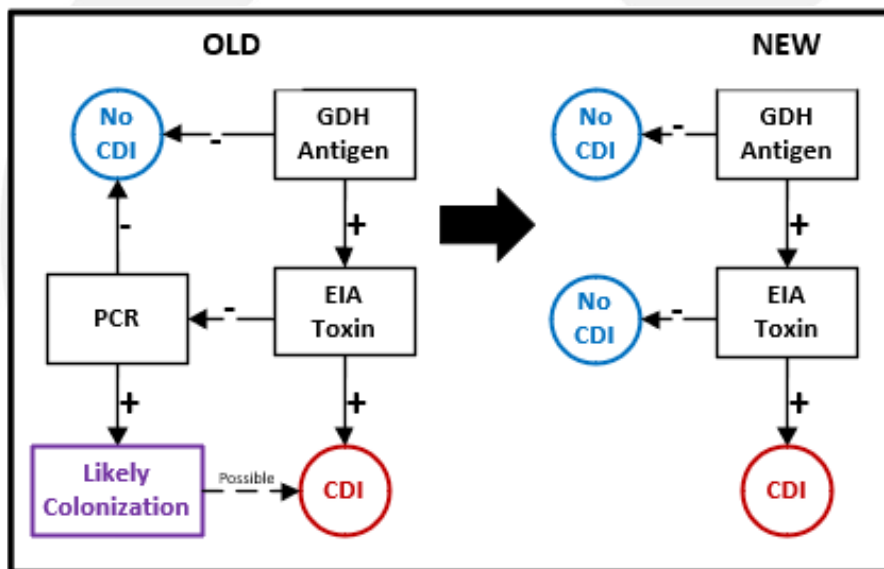 OLD
No
CDI
-
GDH
Antigen
+
-
PCR
-
EIA
Toxin
+
+
Likely
Colonization
Possible
CDI
NEW
No
CDI
-
GDH
Antigen
+
No
CDI
-
EIA
Toxin
+
CDI